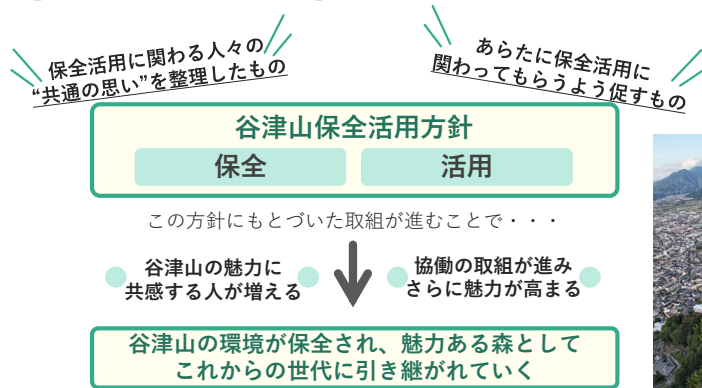 保全活用に関わる人々の
“共通の思い”を整理したもの
あらたに保全活用に
関わってもらうよう促すもの
谷津山保全活用方針
保全
活用
この方針にもとづいた取組が進むことで・・・
谷津山の魅力に
共感する人が増える
協働の取組が進み
さらに魅力が高まる
谷津山の環境が保全され、魅力ある森として
これからの世代に引き継がれていく